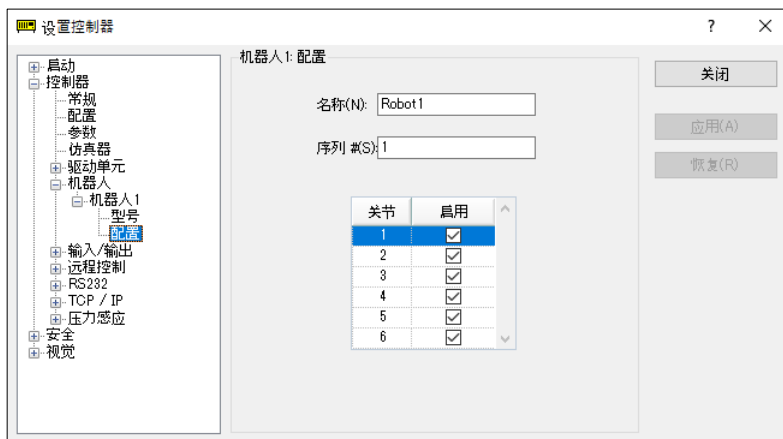 设置控制器
启动
控制器
常规
配置
参数
仿真器
驱动单元
机器人
机器人1
型号
配置
输入/输出
远程控制
RS232
TCP / IP
压力感应
安全
视觉
机器人1: 配置
名称(N): Robot1
序列 #(S): 1
关节 启用
1
2
3
4
5
6
关闭
应用(A)
恢复(R)